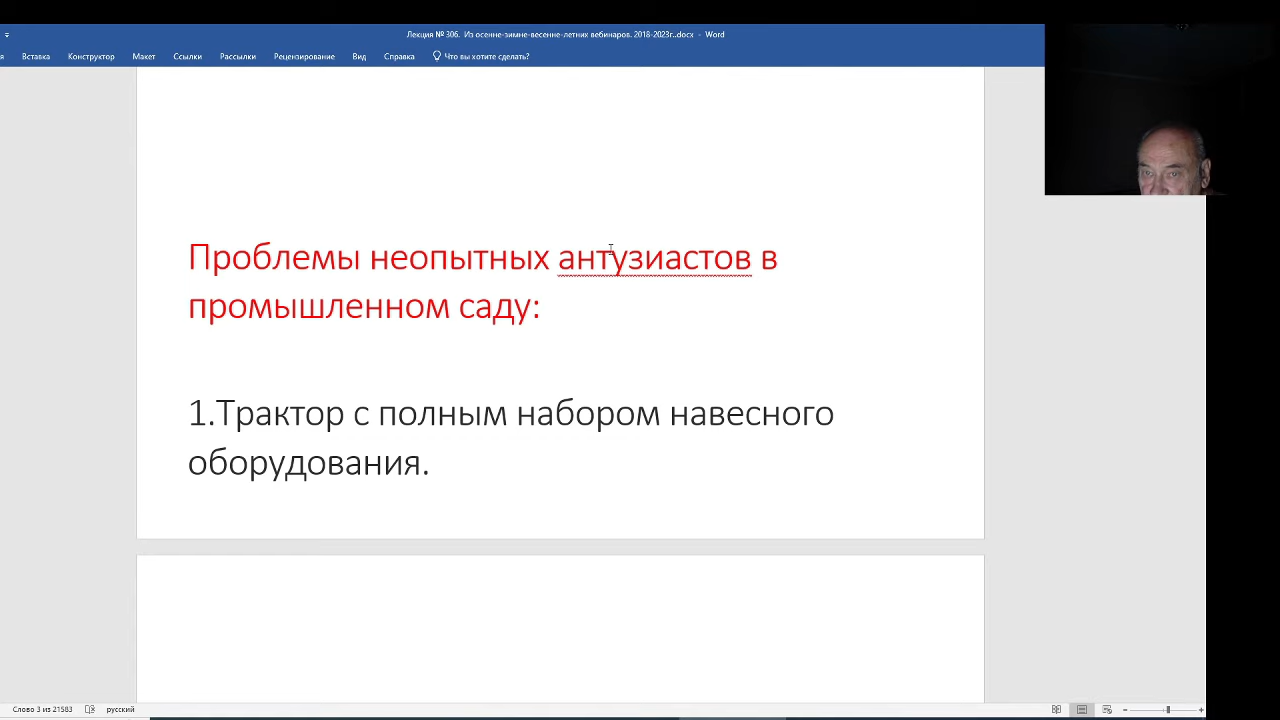 Лекция № 306. Из осенне-зимне-весенне-летних вебинаров. 2018-2023г..docx - Word
я Вставка Конструктор Макет Ссылки Рассылки Рецензирование Вид Справка Что вы хотите сделать?
Проблемы неопытных антузиастов в
промышленном саду:
1.Трактор с полным набором навесного
оборудования.
Слово 3 из 21583 русский